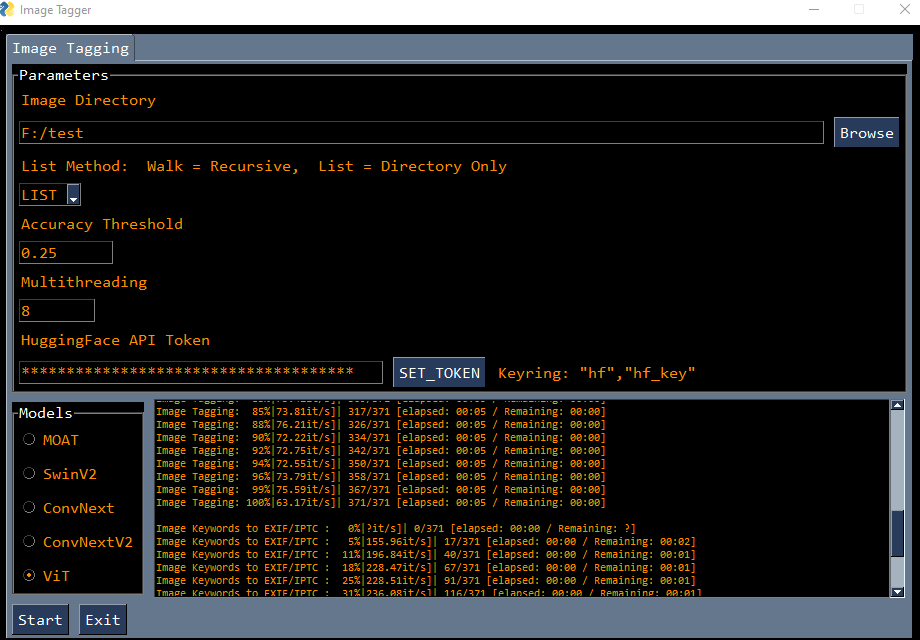 Image Tagger
Image Tagging
Parameters
Image Directory
F:/test
Browse
List Method:  Walk = Recursive,  List = Directory Only
LIST
Accuracy Threshold
0.25
Multithreading
8
HuggingFace API Token
*************************************
SET_TOKEN
Keyring: "hf","hf_key"
Models
MOAT
SwinV2
ConvNext
ConvNextV2
ViT
Image Tagging:  85%|73.81it/s]| 317/371 [elapsed: 00:05 / Remaining: 00:00]
Image Tagging:  88%|76.21it/s]| 326/371 [elapsed: 00:05 / Remaining: 00:00]
Image Tagging:  90%|72.22it/s]| 334/371 [elapsed: 00:05 / Remaining: 00:00]
Image Tagging:  92%|72.75it/s]| 342/371 [elapsed: 00:05 / Remaining: 00:00]
Image Tagging:  94%|72.55it/s]| 350/371 [elapsed: 00:05 / Remaining: 00:00]
Image Tagging:  96%|73.79it/s]| 358/371 [elapsed: 00:05 / Remaining: 00:00]
Image Tagging:  99%|75.59it/s]| 367/371 [elapsed: 00:05 / Remaining: 00:00]
Image Tagging: 100%|63.17it/s]| 371/371 [elapsed: 00:05 / Remaining: 00:00]
Image Keywords to EXIF/IPTC :   0%|?it/s]| 0/371 [elapsed: 00:00 / Remaining: ?]
Image Keywords to EXIF/IPTC :   5%|155.96it/s]| 17/371 [elapsed: 00:00 / Remaining: 00:02]
Image Keywords to EXIF/IPTC :  11%|196.84it/s]| 40/371 [elapsed: 00:00 / Remaining: 00:01]
Image Keywords to EXIF/IPTC :  18%|228.47it/s]| 67/371 [elapsed: 00:00 / Remaining: 00:01]
Image Keywords to EXIF/IPTC :  25%|228.51it/s]| 91/371 [elapsed: 00:00 / Remaining: 00:01]
Image Keywords to EXIF/IPTC :  31%|236.08it/s]| 116/371 [elapsed: 00:00 / Remaining: 00:01]
Start
Exit